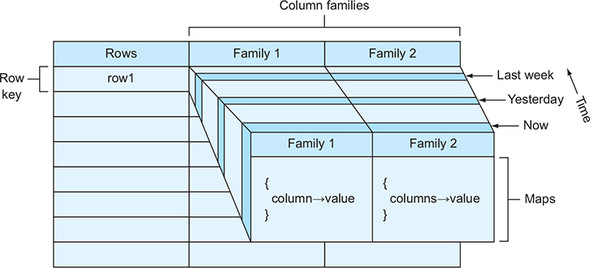 Column families
Rows
Family 1
Family 2
Row
key
row1
Last week
Yesterday
Now
Time
Family 1
Family 2
{
column→value
}
{
columns→value
}
Maps